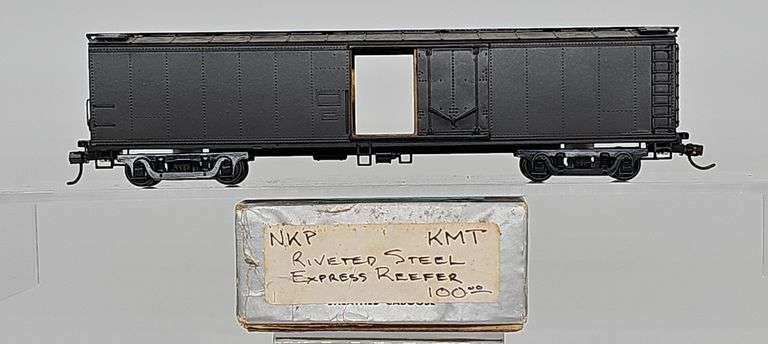 NKP KMT
RIVETED STEEL
EXPRESS REEFER
100.00